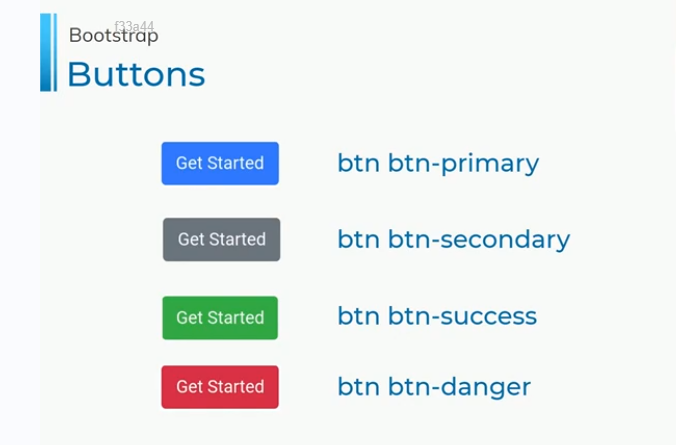 f33a44
Bootstrap
Buttons
Get Started btn btn-primary
Get Started btn btn-secondary
Get Started btn btn-success
Get Started btn btn-danger